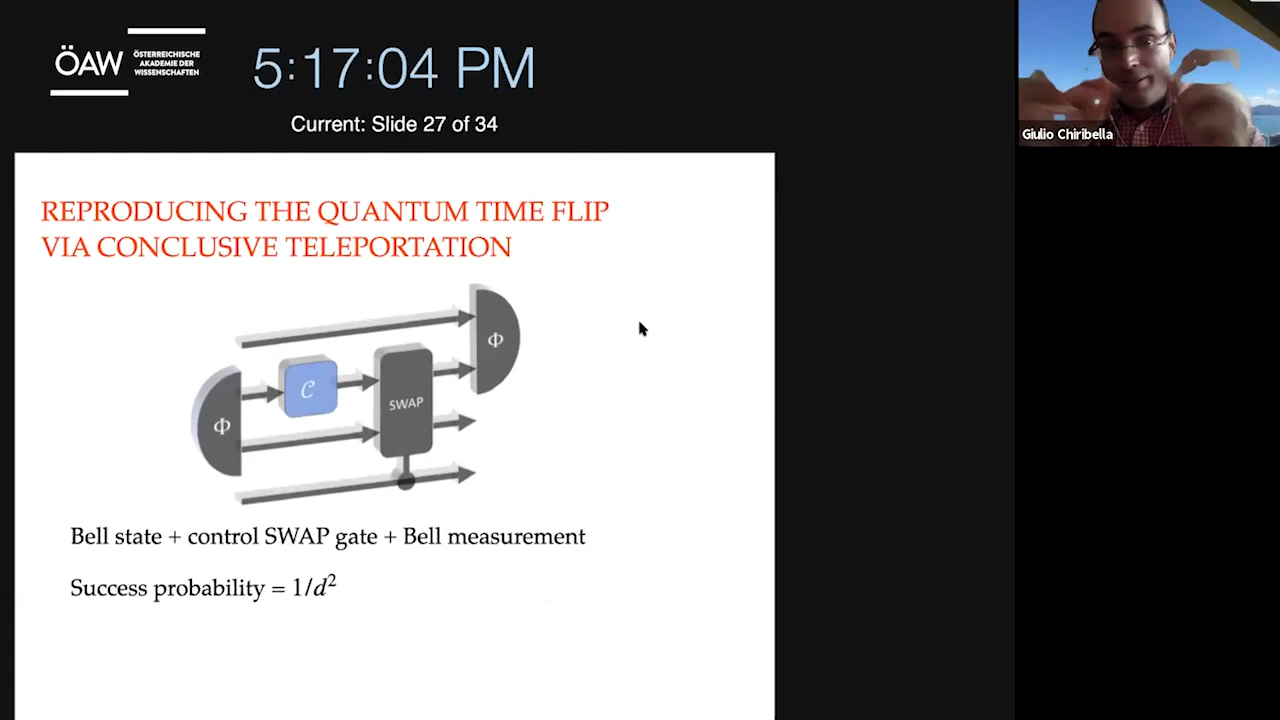 ÖAW
ÖSTERREICHISCHE
AKADEMIE DER
WISSENSCHAFTEN
5:17:04 PM
Current: Slide 27 of 34
Giulio Chiribella
REPRODUCING THE QUANTUM TIME FLIP
VIA CONCLUSIVE TELEPORTATION
Φ
C
SWAP
Φ
Bell state + control SWAP gate + Bell measurement
Success probability = 1/d²